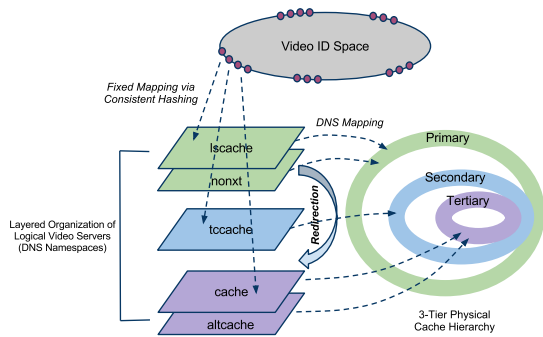 Video ID Space
Fixed Mapping via
Consistent Hashing
DNS Mapping
lscache
nonxt
Primary
Secondary
Tertiary
Redirection
Layered Organization of
Logical Video Servers
(DNS Namespaces)
tccache
cache
altcache
3-Tier Physical
Cache Hierarchy